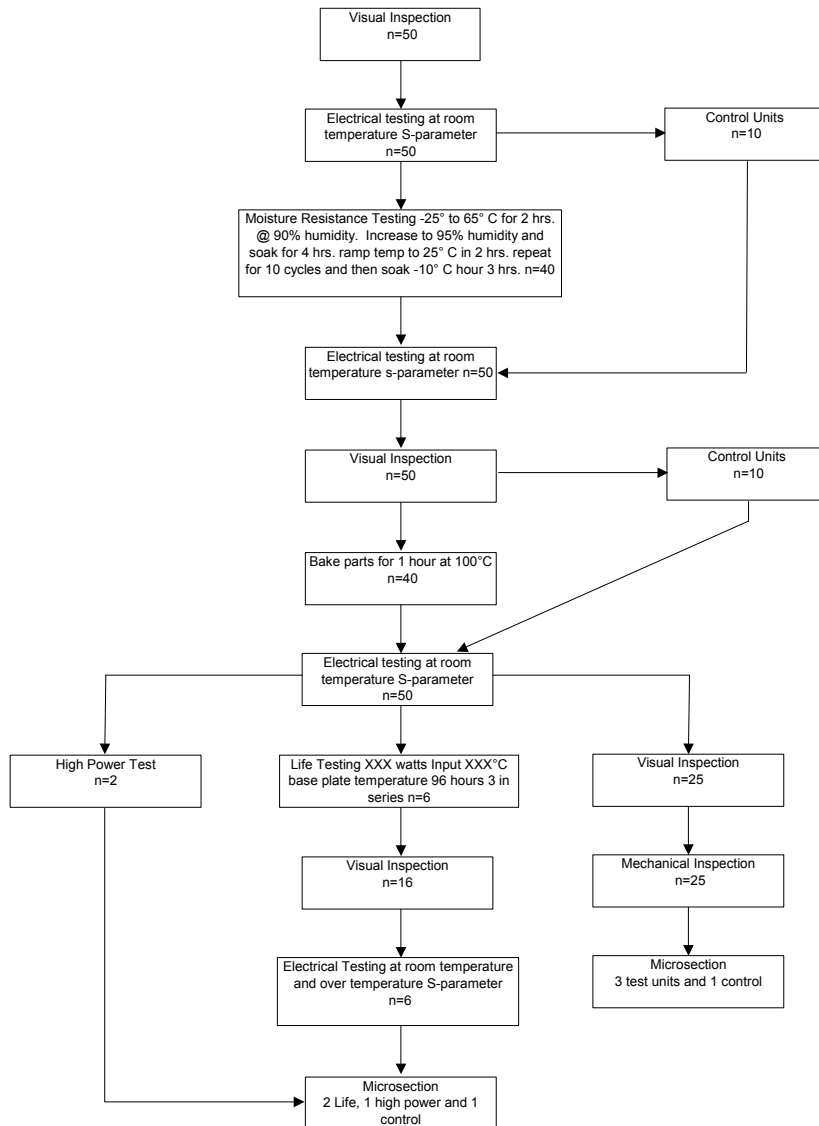 Visual Inspection
n=50
Electrical testing at room
temperature S-parameter
n=50
Control Units
n=10
Moisture Resistance Testing -25° to 65° C for 2 hrs.
@ 90% humidity.  Increase to 95% humidity and
soak for 4 hrs. ramp temp to 25° C in 2 hrs. repeat
for 10 cycles and then soak -10° C hour 3 hrs. n=40
Electrical testing at room
temperature s-parameter n=50
Visual Inspection
n=50
Control Units
n=10
Bake parts for 1 hour at 100°C
n=40
Electrical testing at room
temperature S-parameter
n=50
High Power Test
n=2
Life Testing XXX watts Input XXX°C
base plate temperature 96 hours 3 in
series n=6
Visual Inspection
n=25
Visual Inspection
n=16
Mechanical Inspection
n=25
Electrical Testing at room temperature
and over temperature S-parameter
n=6
Microsection
3 test units and 1 control
Microsection
2 Life, 1 high power and 1
control